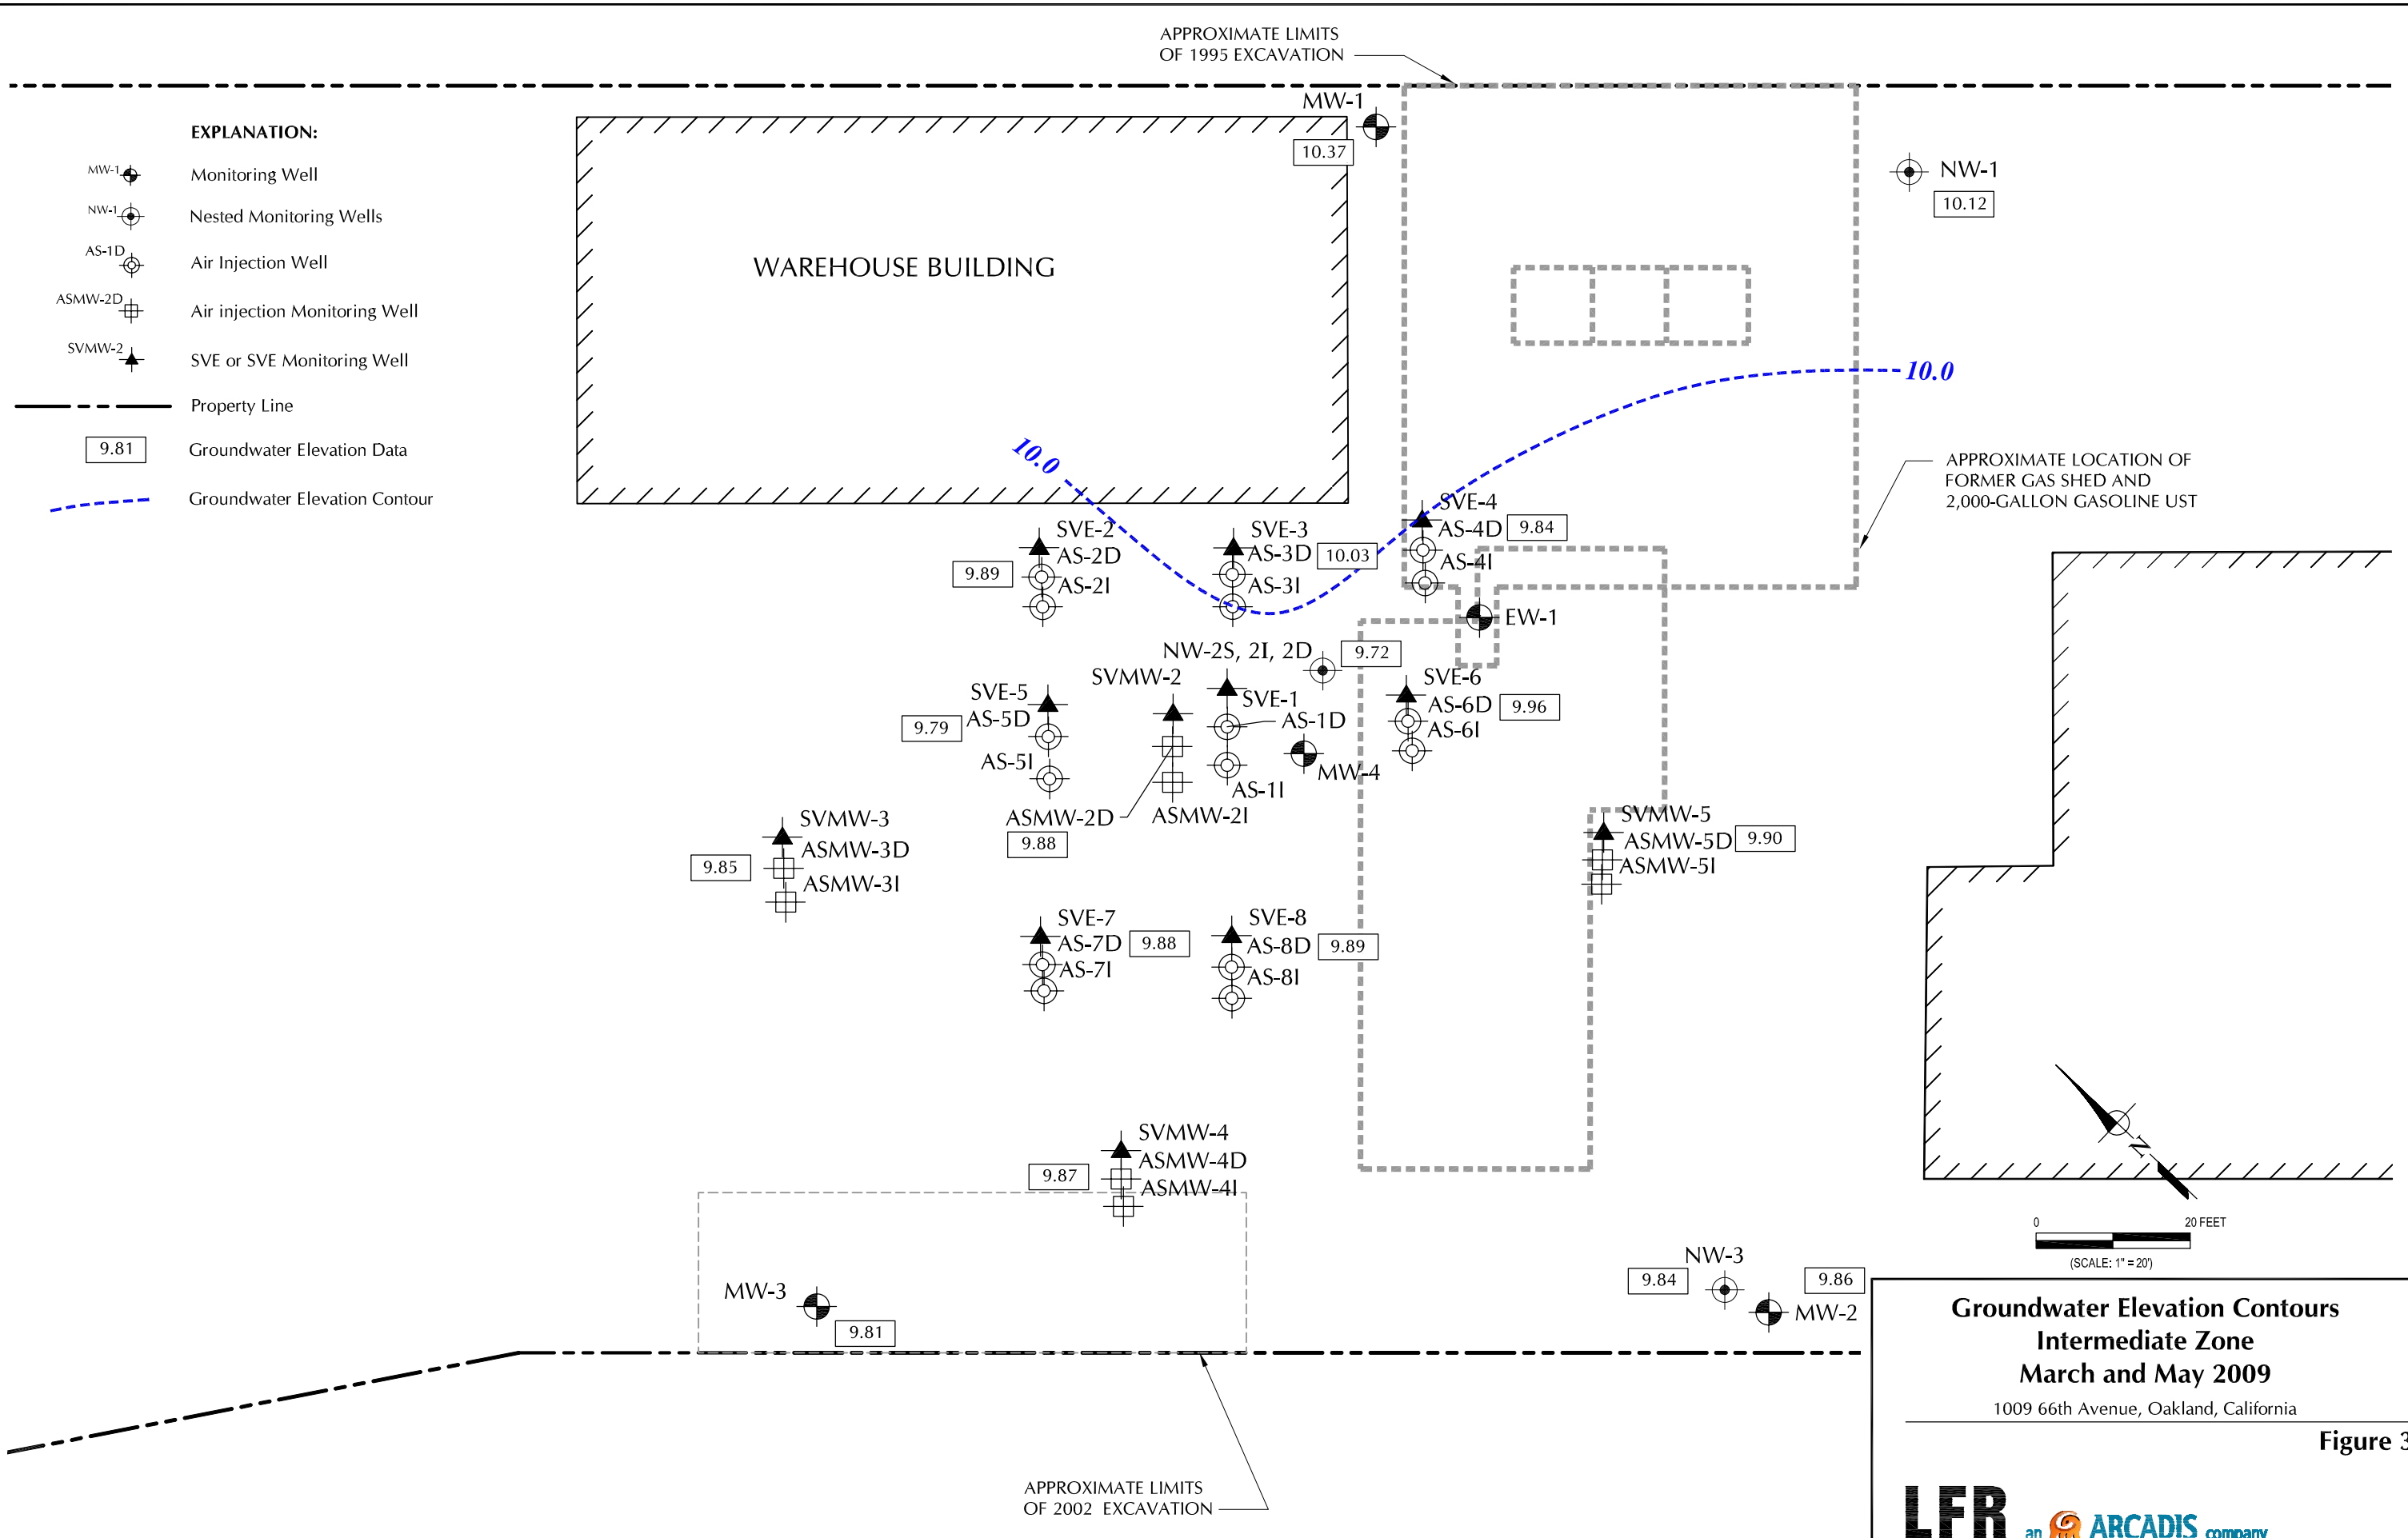 APPROXIMATE LIMITS
OF 1995 EXCAVATION
EXPLANATION:
MW-1
Monitoring Well
NW-1
Nested Monitoring Wells
AS-1D
Air Injection Well
ASMW-2D
Air injection Monitoring Well
SVMW-2
SVE or SVE Monitoring Well
Property Line
9.81
Groundwater Elevation Data
Groundwater Elevation Contour
MW-1
10.37
NW-1
10.12
WAREHOUSE BUILDING
10.0
10.0
APPROXIMATE LOCATION OF
FORMER GAS SHED AND
2,000-GALLON GASOLINE UST
SVE-2
AS-2D
9.89
AS-2I
SVE-3
AS-3D
10.03
AS-3I
SVE-4
AS-4D
9.84
AS-4I
EW-1
NW-2S, 2I, 2D
9.72
SVMW-2
SVE-1
AS-1D
AS-1I
MW-4
SVE-5
AS-5D
9.79
AS-5I
SVE-6
AS-6D
9.96
AS-6I
ASMW-2D
ASMW-2I
9.88
SVMW-3
ASMW-3D
9.85
ASMW-3I
SVMW-5
ASMW-5D
9.90
ASMW-5I
SVE-7
AS-7D
9.88
AS-7I
SVE-8
AS-8D
9.89
AS-8I
SVMW-4
ASMW-4D
9.87
ASMW-4I
N
0 20 FEET
(SCALE: 1" = 20')
MW-3
9.81
NW-3
9.84
9.86
MW-2
APPROXIMATE LIMITS
OF 2002 EXCAVATION
Groundwater Elevation Contours
Intermediate Zone
March and May 2009
1009 66th Avenue, Oakland, California
Figure 3
LFR an ARCADIS company